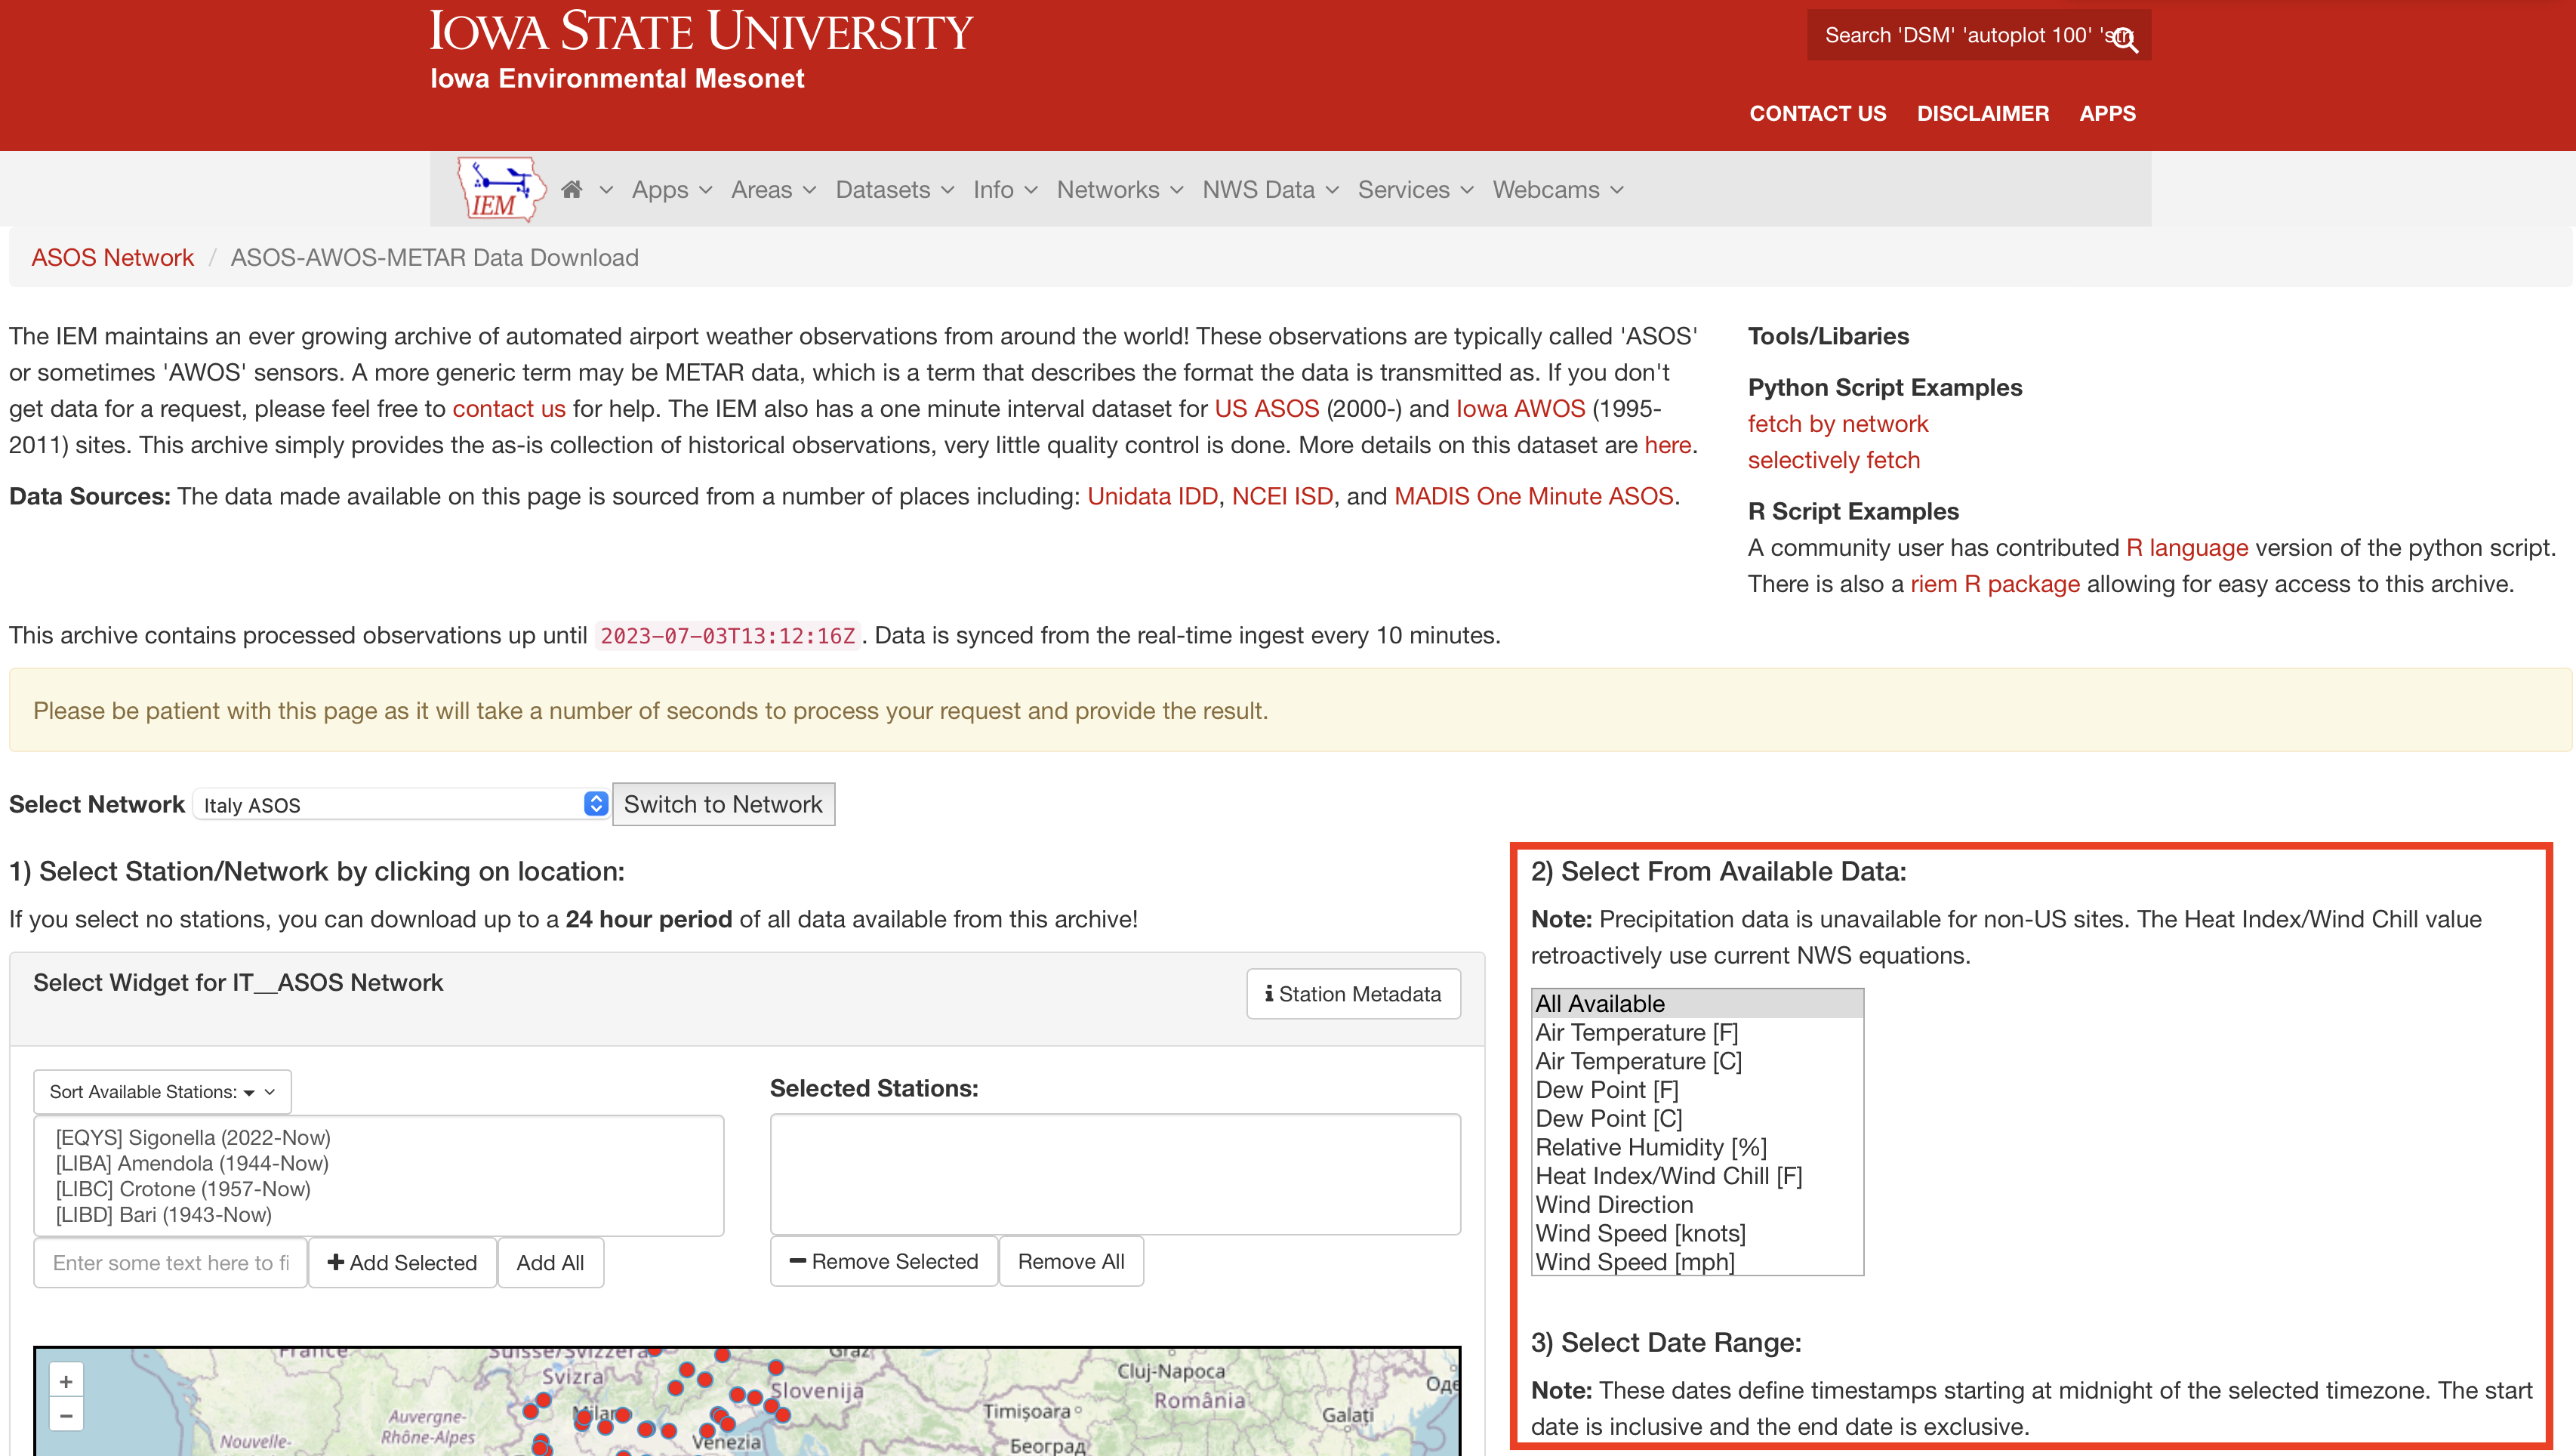 IOWA STATE UNIVERSITY
Iowa Environmental Mesonet
Search 'DSM' 'autoplot 100' 'str
CONTACT US DISCLAIMER APPS
IEM Apps Areas Datasets Info Networks NWS Data Services Webcams
ASOS Network / ASOS-AWOS-METAR Data Download
The IEM maintains an ever growing archive of automated airport weather observations from around the world! These observations are typically called 'ASOS'
or sometimes 'AWOS' sensors. A more generic term may be METAR data, which is a term that describes the format the data is transmitted as. If you don't
get data for a request, please feel free to contact us for help. The IEM also has a one minute interval dataset for US ASOS (2000-) and Iowa AWOS (1995-
2011) sites. This archive simply provides the as-is collection of historical observations, very little quality control is done. More details on this dataset are here.
Data Sources: The data made available on this page is sourced from a number of places including: Unidata IDD, NCEI ISD, and MADIS One Minute ASOS.
Tools/Libaries
Python Script Examples
fetch by network
selectively fetch
R Script Examples
A community user has contributed R language version of the python script.
There is also a riem R package allowing for easy access to this archive.
This archive contains processed observations up until 2023-07-03T13:12:16Z. Data is synced from the real-time ingest every 10 minutes.
Please be patient with this page as it will take a number of seconds to process your request and provide the result.
Select Network Italy ASOS Switch to Network
1) Select Station/Network by clicking on location:
If you select no stations, you can download up to a 24 hour period of all data available from this archive!
Select Widget for IT__ASOS Network
Station Metadata
Sort Available Stations:
[EQYS] Sigonella (2022-Now)
[LIBA] Amendola (1944-Now)
[LIBC] Crotone (1957-Now)
[LIBD] Bari (1943-Now)
Enter some text here to fi
+ Add Selected Add All
Selected Stations:
− Remove Selected Remove All
+
−
France
Suisse/Svizzera
Svizra
Graz
Slovenija
Cluj-Napoca
România
Timișoara
Galați
Оде
Milano
Auvergne-
Rhône-Alpes
Nouvelle-
Venezia
Београд
2) Select From Available Data:
Note: Precipitation data is unavailable for non-US sites. The Heat Index/Wind Chill value
retroactively use current NWS equations.
All Available
Air Temperature [F]
Air Temperature [C]
Dew Point [F]
Dew Point [C]
Relative Humidity [%]
Heat Index/Wind Chill [F]
Wind Direction
Wind Speed [knots]
Wind Speed [mph]
3) Select Date Range:
Note: These dates define timestamps starting at midnight of the selected timezone. The start
date is inclusive and the end date is exclusive.